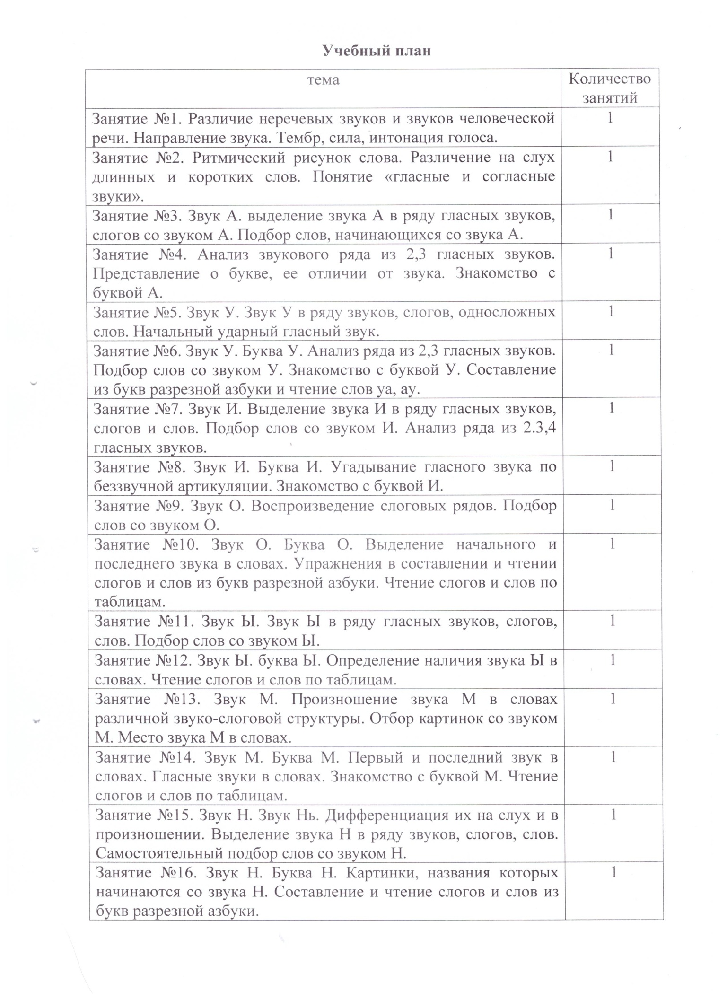 Учебный план
тема
Количество
занятий
Занятие №1. Различие неречевых звуков и звуков человеческой
1
речи. Направление звука. Тембр, сила, интонация голоса.
Занятие №2. Ритмический рисунок слова. Различение на слух
1
длинных и коротких слов. Понятие «гласные и согласные
звуки».
Занятие №3. Звук А. выделение звука А в ряду гласных звуков,
1
слогов со звуком А. Подбор слов, начинающихся со звука А.
Занятие №4. Анализ звукового ряда из 2,3 гласных звуков.
1
Представление о букве, ее отличии от звука. Знакомство с
буквой А.
Занятие №5. Звук У. Звук У в ряду звуков, слогов, односложных
1
слов. Начальный ударный гласный звук.
Занятие №6. Звук У. Буква У. Анализ ряда из 2,3 гласных звуков.
1
Подбор слов со звуком У. Знакомство с буквой У. Составление
из букв разрезной азбуки и чтение слов уа, ау.
Занятие №7. Звук И. Выделение звука И в ряду гласных звуков,
1
слогов и слов. Подбор слов со звуком И. Анализ ряда из 2.3,4
гласных звуков.
Занятие №8. Звук И. Буква И. Угадывание гласного звука по
1
беззвучной артикуляции. Знакомство с буквой И.
Занятие №9. Звук О. Воспроизведение слоговых рядов. Подбор
1
слов со звуком О.
Занятие №10. Звук О. Буква О. Выделение начального и
1
последнего звука в словах. Упражнения в составлении и чтении
слогов и слов из букв разрезной азбуки. Чтение слогов и слов по
таблицам.
Занятие №11. Звук Ы. Звук Ы в ряду гласных звуков, слогов,
1
слов. Подбор слов со звуком Ы.
Занятие №12. Звук Ы. буква Ы. Определение наличия звука Ы в
1
словах. Чтение слогов и слов по таблицам.
Занятие №13. Звук М. Произношение звука М в словах
1
различной звуко-слоговой структуры. Отбор картинок со звуком
М. Место звука М в словах.
Занятие №14. Звук М. Буква М. Первый и последний звук в
1
словах. Гласные звуки в словах. Знакомство с буквой М. Чтение
слогов и слов по таблицам.
Занятие №15. Звук Н. Звук Нь. Дифференциация их на слух и в
1
произношении. Выделение звука Н в ряду звуков, слогов, слов.
Самостоятельный подбор слов со звуком Н.
Занятие №16. Звук Н. Буква Н. Картинки, названия которых
1
начинаются со звука Н. Составление и чтение слогов и слов из
букв разрезной азбуки.